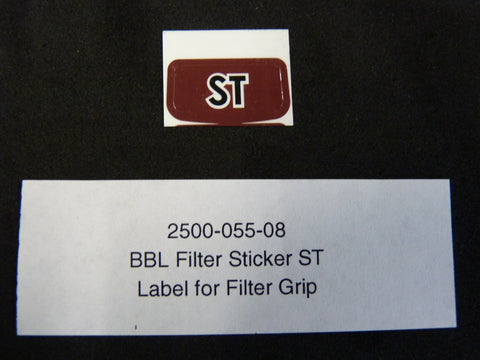 ST
2500-055-08
BBL Filter Sticker ST
Label for Filter Grip